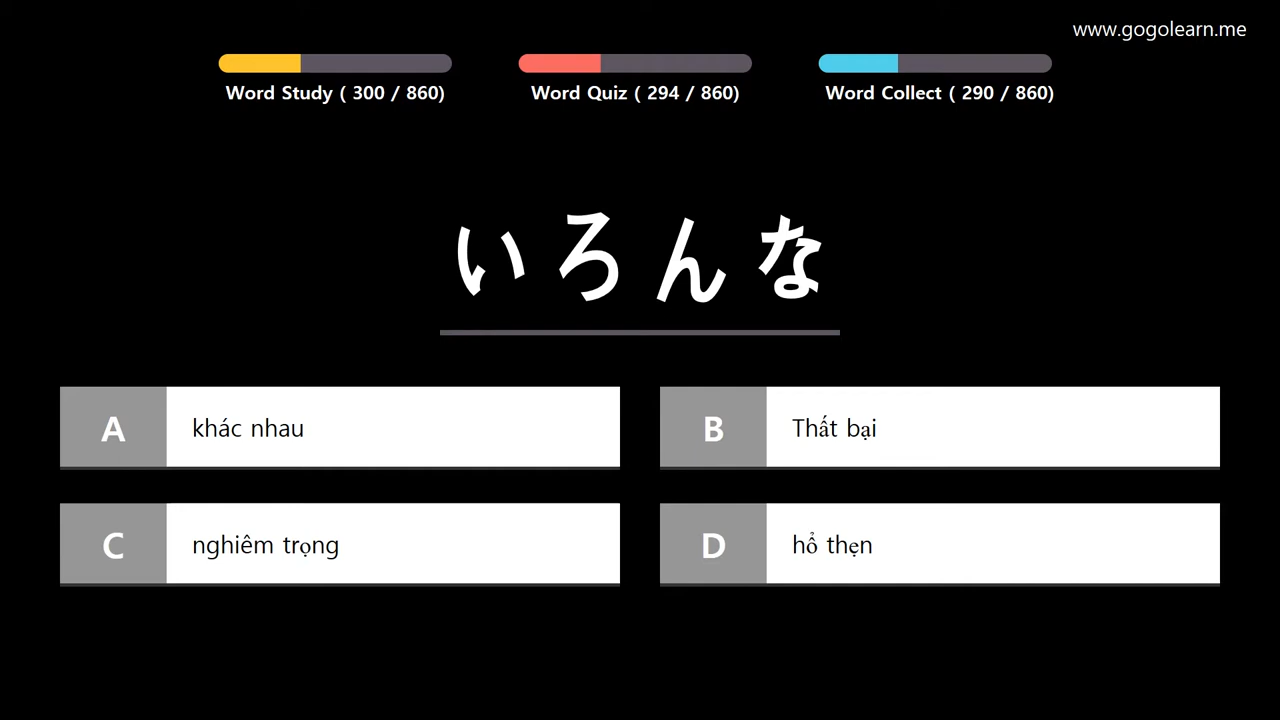 www.gogolearn.me
Word Study ( 300 / 860)
Word Quiz ( 294 / 860)
Word Collect ( 290 / 860)
いろんな
A khác nhau
B Thất bại
C nghiêm trọng
D hổ thẹn